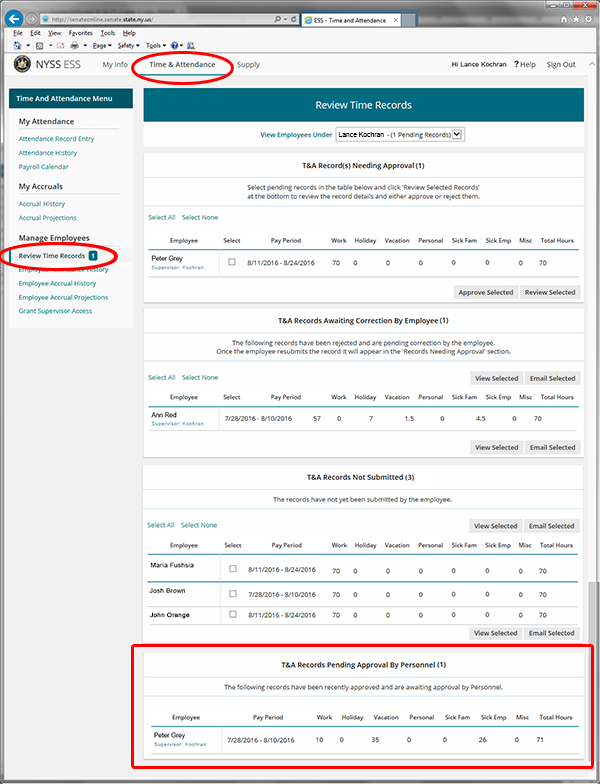 http://senateonline.senate.state.ny.us/
ESS - Time and Attendance
File Edit View Favorites Tools Help
Page Safety Tools
NYSS ESS My Info Time & Attendance Supply Hi Lance Kochran ? Help Sign Out
Time And Attendance Menu
My Attendance
Attendance Record Entry
Attendance History
Payroll Calendar
My Accruals
Accrual History
Accrual Projections
Manage Employees
Review Time Records 1
Employee Attendance History
Employee Accrual History
Employee Accrual Projections
Grant Supervisor Access
Review Time Records
View Employees Under Lance Kochran - (1 Pending Records)
T&A Record(s) Needing Approval (1)
Select pending records in the table below and click 'Review Selected Records'
at the bottom to review the record details and either approve or reject them.
Select All Select None
Employee Select Pay Period Work Holiday Vacation Personal Sick Fam Sick Emp Misc Total Hours
Peter Grey 8/11/2016 - 8/24/2016 70 0 0 0 0 0 0 70
Supervisor: Kochran
Approve Selected Review Selected
T&A Records Awaiting Correction By Employee (1)
The following records have been rejected and are pending correction by the employee.
Once the employee resubmits the record it will appear in the 'Records Needing Approval' section.
Select All Select None View Selected Email Selected
Employee Select Pay Period Work Holiday Vacation Personal Sick Fam Sick Emp Misc Total Hours
Ann Red 7/28/2016 - 8/10/2016 57 0 7 1.5 0 4.5 0 70
Supervisor: Kochran
View Selected Email Selected
T&A Records Not Submitted (3)
The records have not yet been submitted by the employee.
Select All Select None View Selected Email Selected
Employee Select Pay Period Work Holiday Vacation Personal Sick Fam Sick Emp Misc Total Hours
Maria Fushsia 8/11/2016 - 8/24/2016 70 0 0 0 0 0 0 70
Josh Brown 7/28/2016 - 8/10/2016 70 0 0 0 0 0 0 70
John Orange 8/11/2016 - 8/24/2016 70 0 0 0 0 0 0 70
View Selected Email Selected
T&A Records Pending Approval By Personnel (1)
The following records have been recently approved and are awaiting approval by Personnel.
Employee Pay Period Work Holiday Vacation Personal Sick Fam Sick Emp Misc Total Hours
Peter Grey 7/28/2016 - 8/10/2016 10 0 35 0 0 26 0 71
Supervisor: Kochran